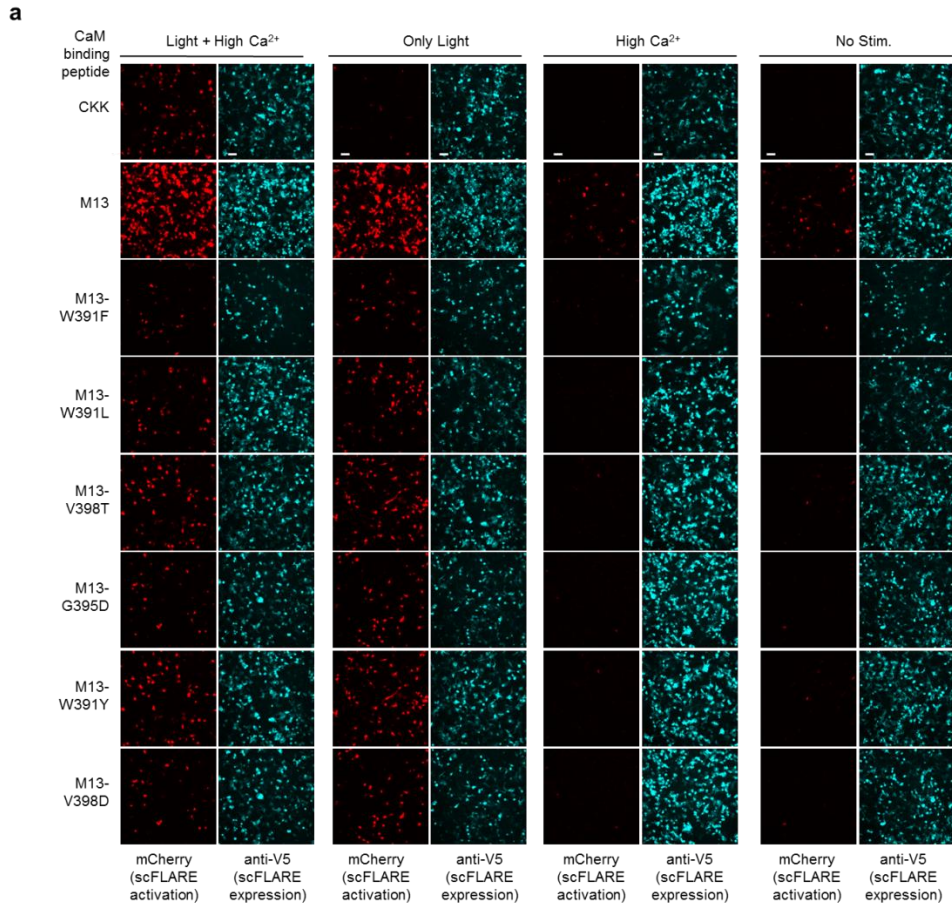 a
CaM
binding
peptide
Light + High Ca²⁺
Only Light
High Ca²⁺
No Stim.
CKK
M13
M13-
W391F
M13-
W391L
M13-
V398T
M13-
G395D
M13-
W391Y
M13-
V398D
mCherry
(scFLARE
activation)
anti-V5
(scFLARE
expression)
mCherry
(scFLARE
activation)
anti-V5
(scFLARE
expression)
mCherry
(scFLARE
activation)
anti-V5
(scFLARE
expression)
mCherry
(scFLARE
activation)
anti-V5
(scFLARE
expression)